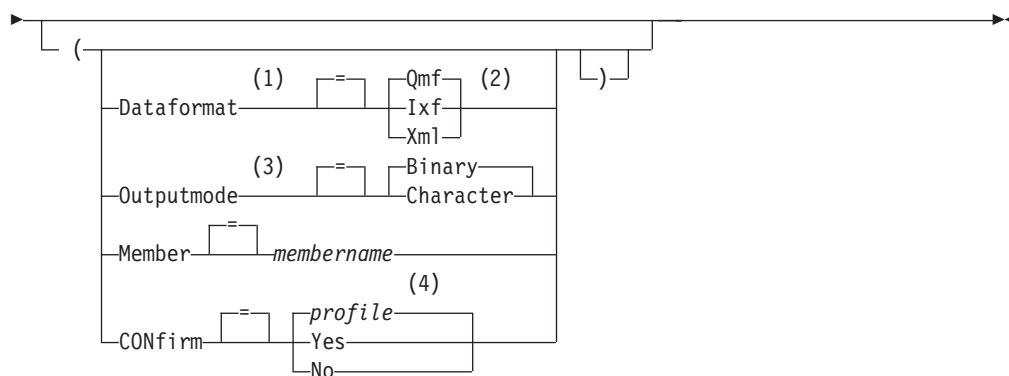 (
)
(1) = Qmf (2)
Dataformat Ixf
Xml
(3) = Binary
Outputmode Character
=
Member membername
(4)
= profile
CONfirm Yes
No